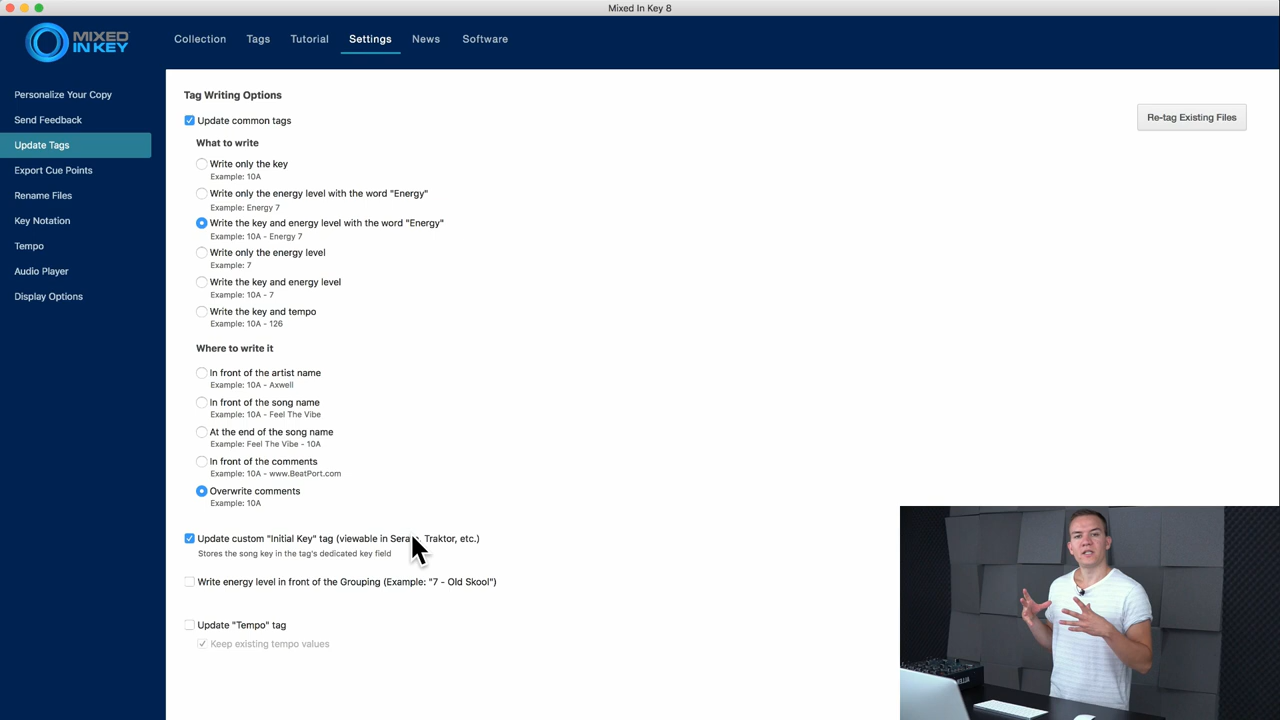 Mixed In Key 8
MIXED
IN KEY
Collection
Tags
Tutorial
Settings
News
Software
Personalize Your Copy
Send Feedback
Update Tags
Export Cue Points
Rename Files
Key Notation
Tempo
Audio Player
Display Options
Tag Writing Options
Re-tag Existing Files
Update common tags
What to write
Write only the key
Example: 10A
Write only the energy level with the word "Energy"
Example: Energy 7
Write the key and energy level with the word "Energy"
Example: 10A - Energy 7
Write only the energy level
Example: 7
Write the key and energy level
Example: 10A - 7
Write the key and tempo
Example: 10A - 126
Where to write it
In front of the artist name
Example: 10A - Axwell
In front of the song name
Example: 10A - Feel The Vibe
At the end of the song name
Example: Feel The Vibe - 10A
In front of the comments
Example: 10A - www.BeatPort.com
Overwrite comments
Example: 10A
Update custom "Initial Key" tag (viewable in Traktor, etc.)
Stores the song key in the tag's dedicated key field
Write energy level in front of the Grouping (Example: "7 - Old Skool")
Update "Tempo" tag
Keep existing tempo values